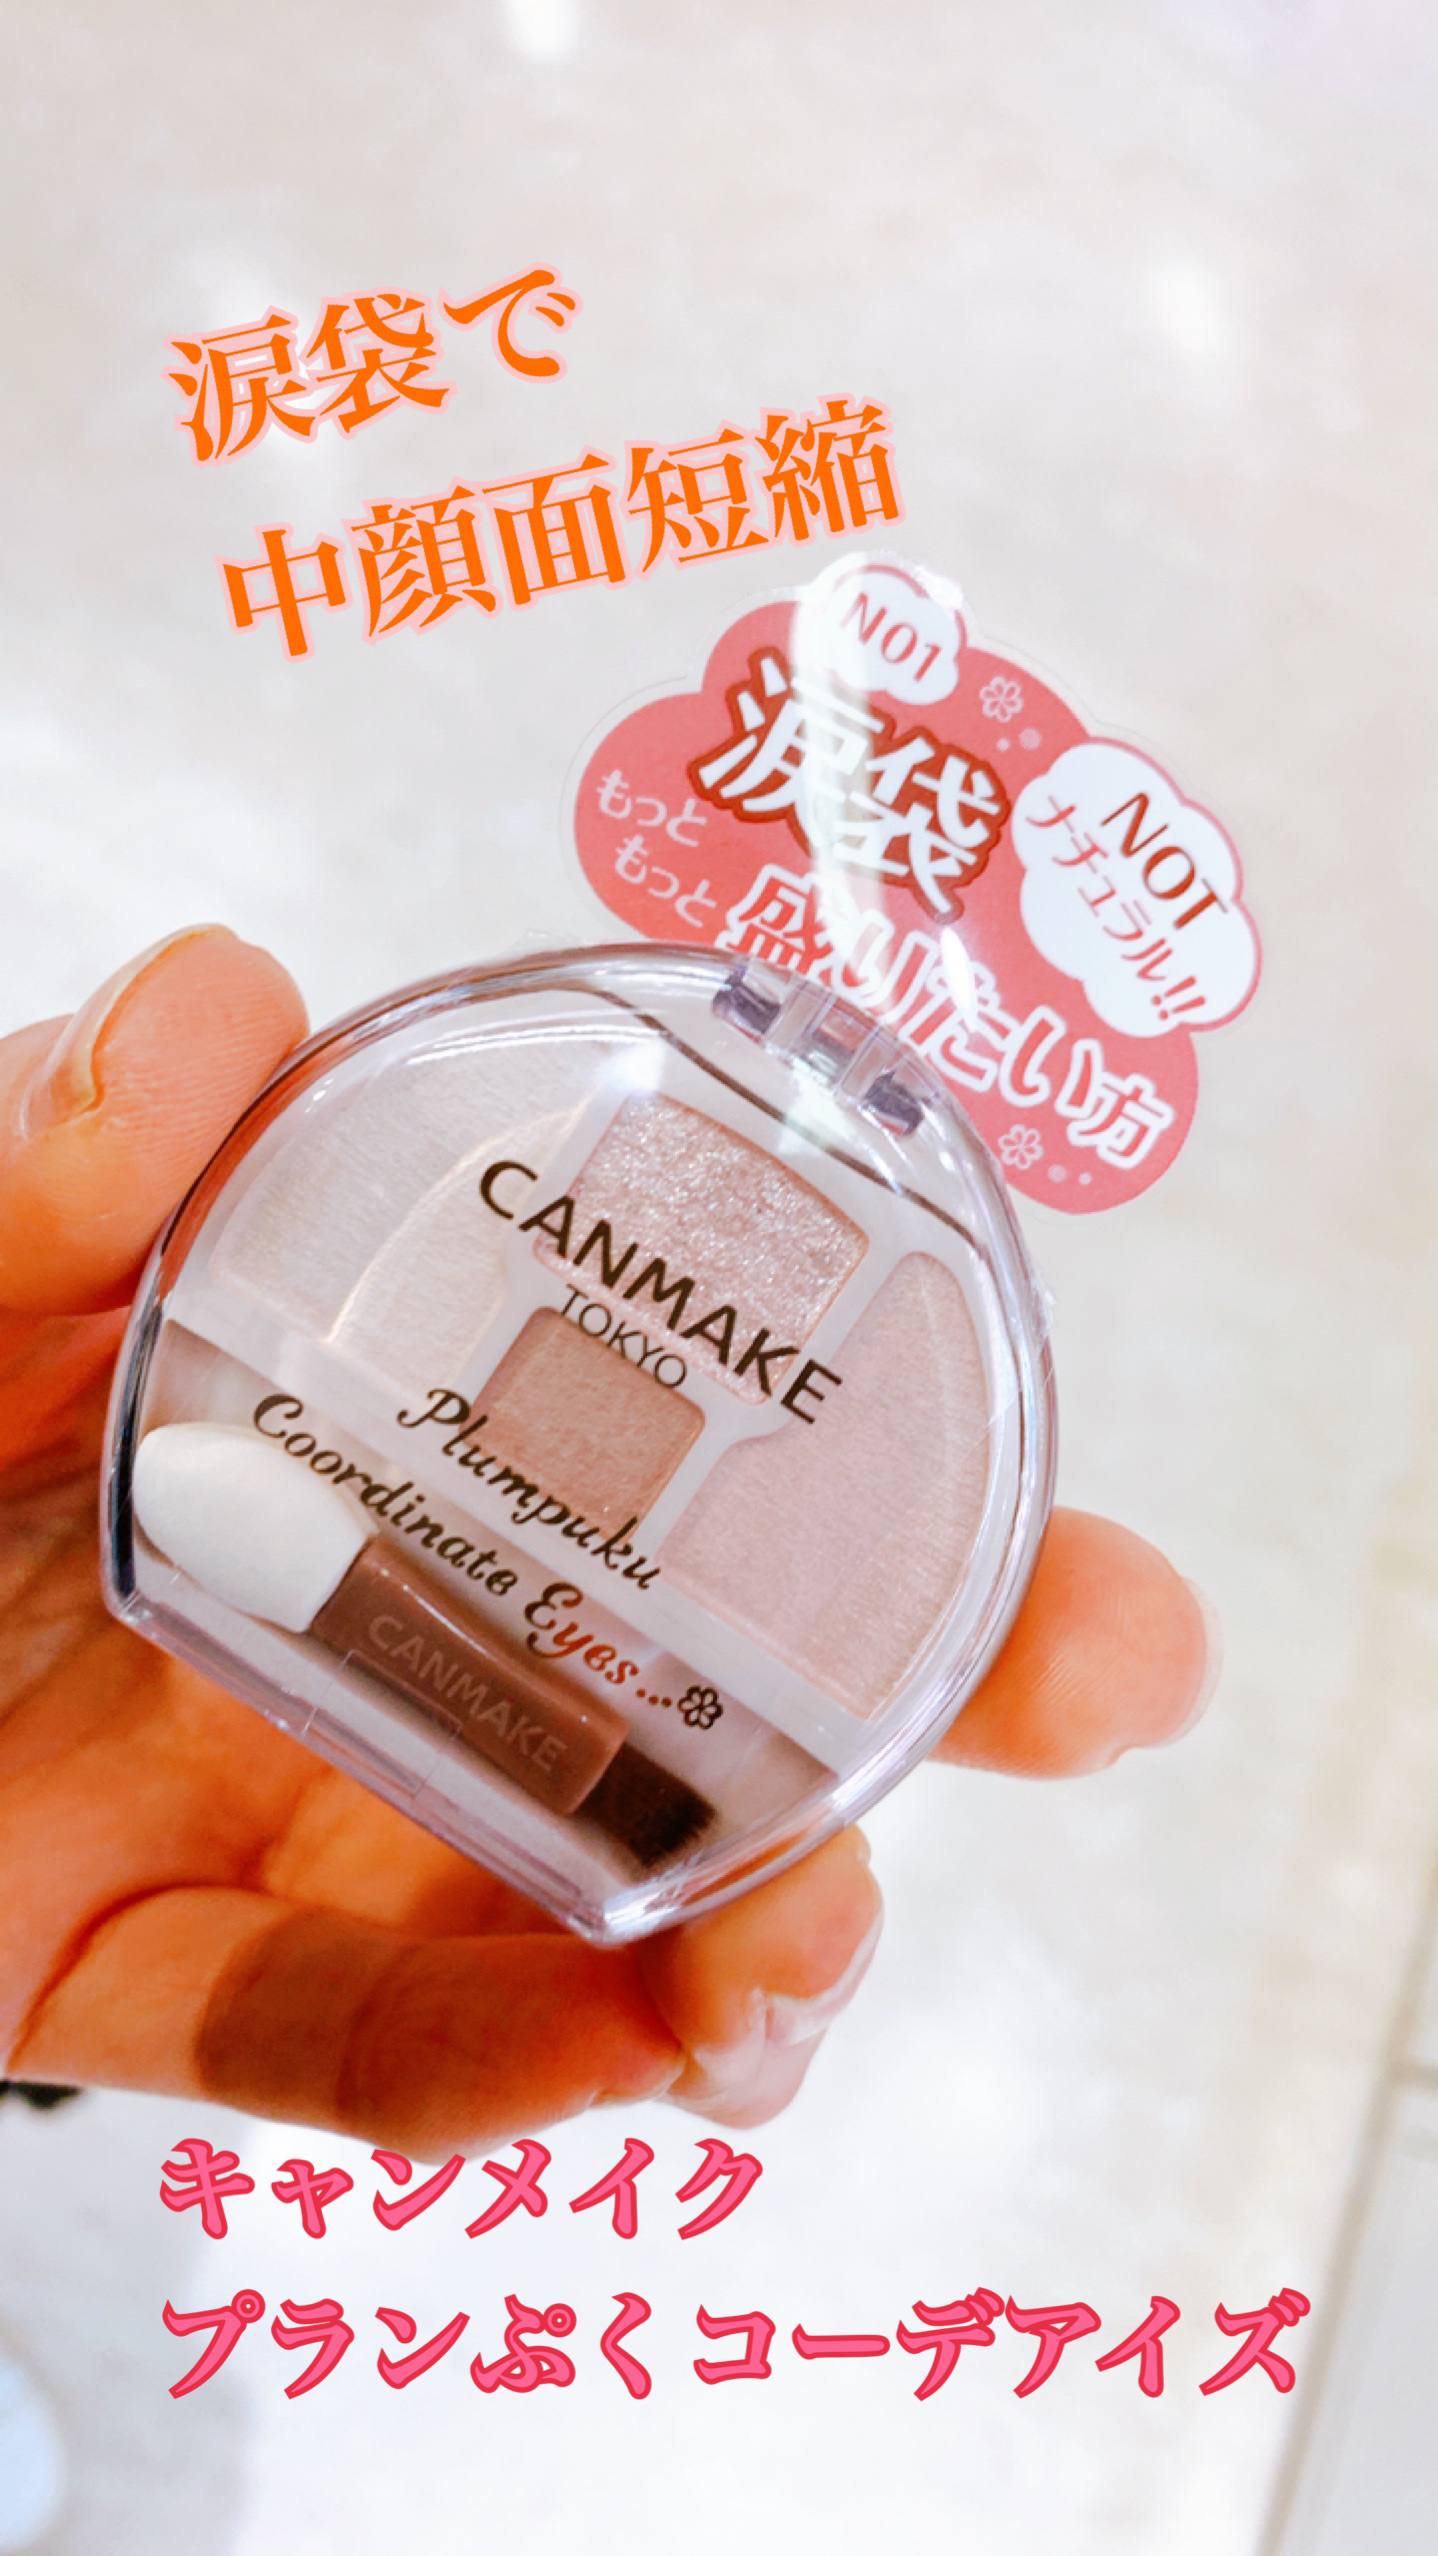 涙袋で
中顔面短縮
NO1
涙袋
もっと
もっと
盛りたい方
NOT
ナチュラル!!
CANMAKE
TOKYO
Plumpuku
Coordinate Eyes...
CANMAKE
キャンメイク
プランぷくコーデアイズ